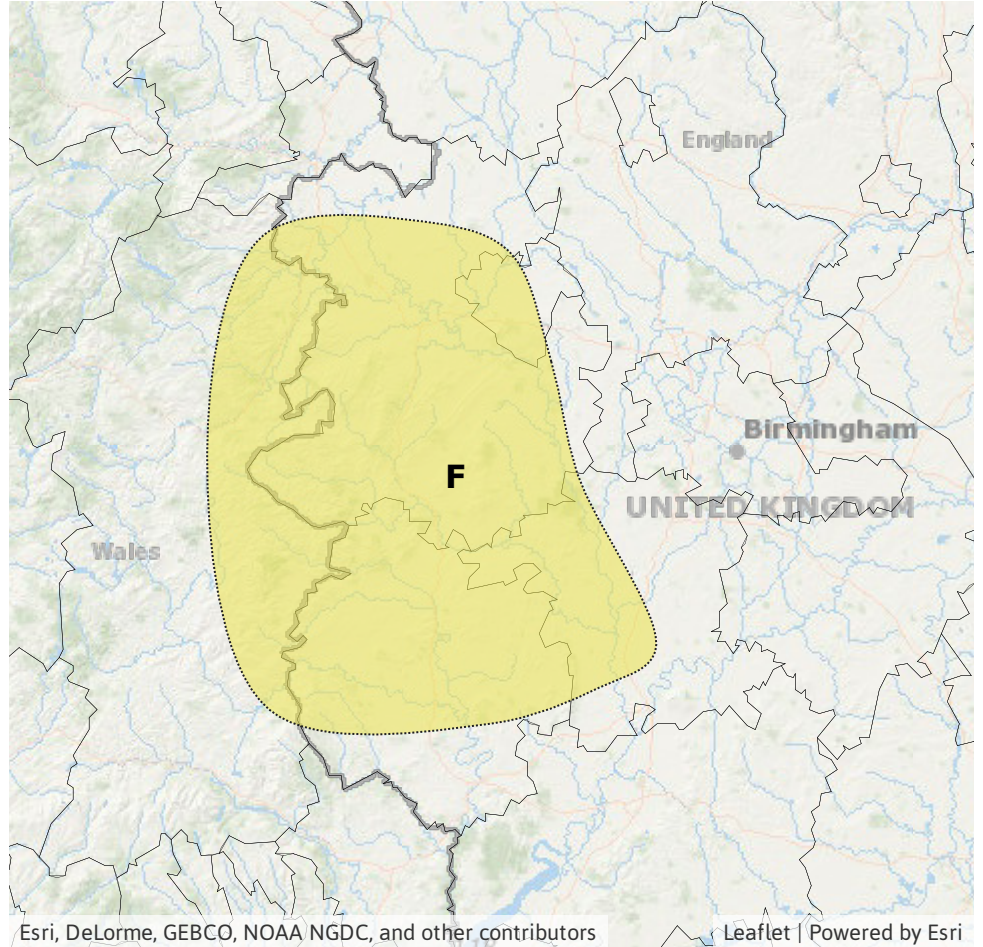 England
Birmingham
F
UNITED KINGDOM
Wales
Esri, DeLorme, GEBCO, NOAA NGDC, and other contributors
Leaflet | Powered by Esri